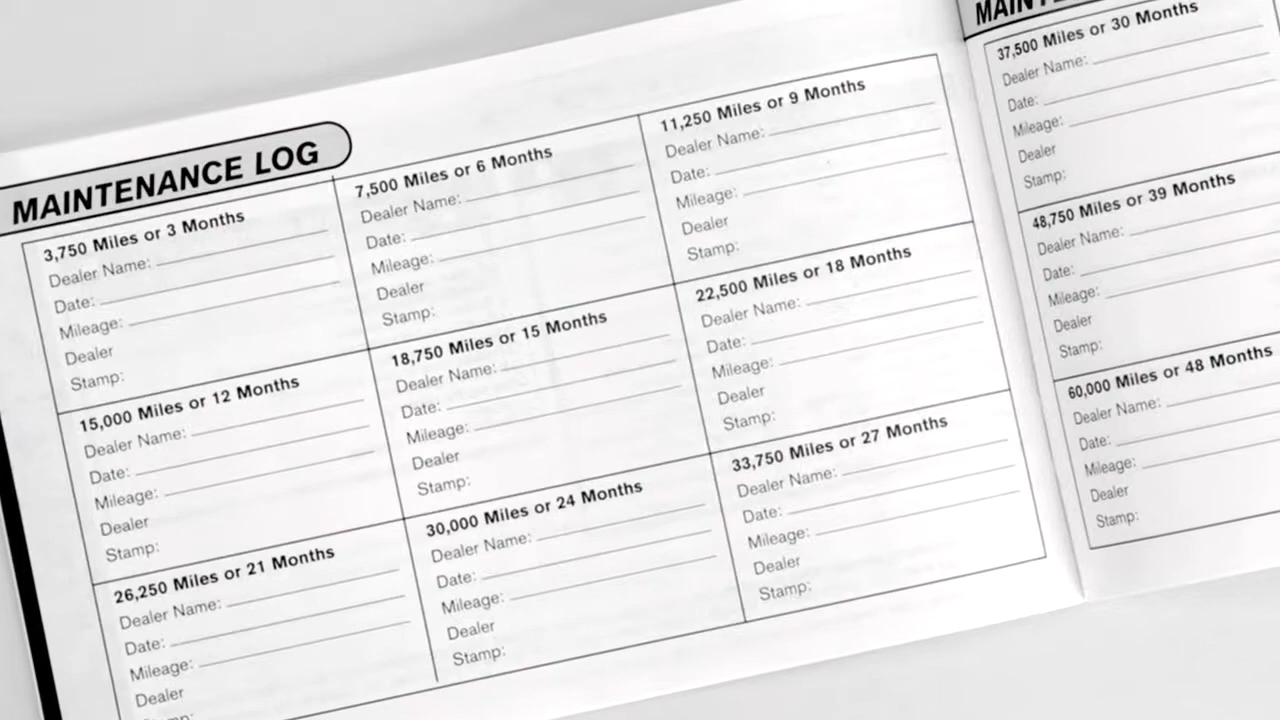 MAINTENANCE LOG
3,750 Miles or 3 Months
Dealer Name:
Date:
Mileage:
Dealer
Stamp:
7,500 Miles or 6 Months
Dealer Name:
Date:
Mileage:
Dealer
Stamp:
11,250 Miles or 9 Months
Dealer Name:
Date:
Mileage:
Dealer
Stamp:
15,000 Miles or 12 Months
Dealer Name:
Date:
Mileage:
Dealer
Stamp:
18,750 Miles or 15 Months
Dealer Name:
Date:
Mileage:
Dealer
Stamp:
22,500 Miles or 18 Months
Dealer Name:
Date:
Mileage:
Dealer
Stamp:
26,250 Miles or 21 Months
Dealer Name:
Date:
Mileage:
Dealer
Stamp:
30,000 Miles or 24 Months
Dealer Name:
Date:
Mileage:
Dealer
Stamp:
33,750 Miles or 27 Months
Dealer Name:
Date:
Mileage:
Dealer
Stamp:
37,500 Miles or 30 Months
Dealer Name:
Date:
Mileage:
Dealer
Stamp:
48,750 Miles or 39 Months
Dealer Name:
Date:
Mileage:
Dealer
Stamp:
60,000 Miles or 48 Months
Dealer Name:
Date:
Mileage:
Dealer
Stamp: